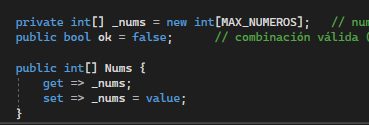 private int[] _nums = new int[MAX_NUMEROS]; // num
public bool ok = false; // combinación válida (
public int[] Nums {
get => _nums;
set => _nums = value;
}